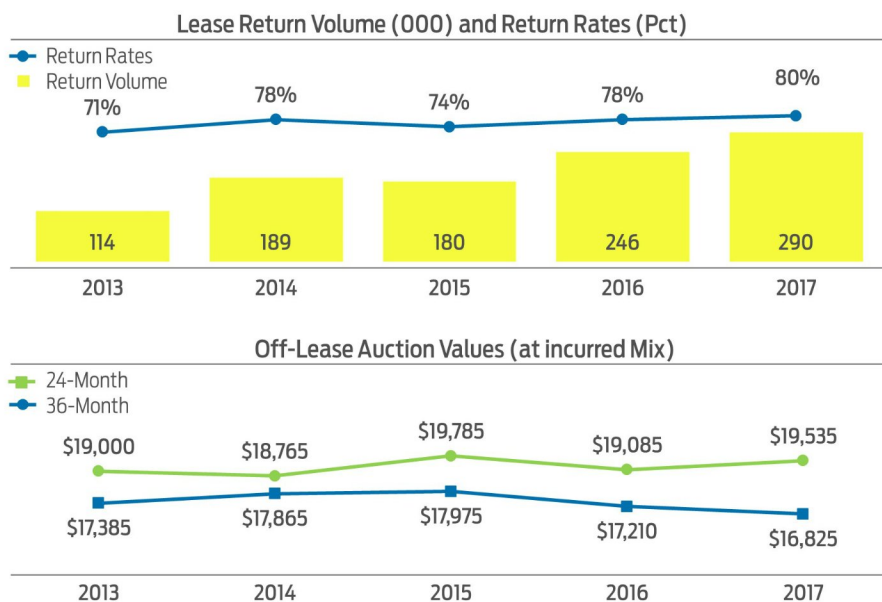 Lease Return Volume (000) and Return Rates (Pct)
Return Rates
Return Volume
71% 78% 74% 78% 80%
114 189 180 246 290
2013 2014 2015 2016 2017
Off-Lease Auction Values (at incurred Mix)
24-Month
36-Month
$19,000 $18,765 $19,785 $19,085 $19,535
$17,385 $17,865 $17,975 $17,210 $16,825
2013 2014 2015 2016 2017